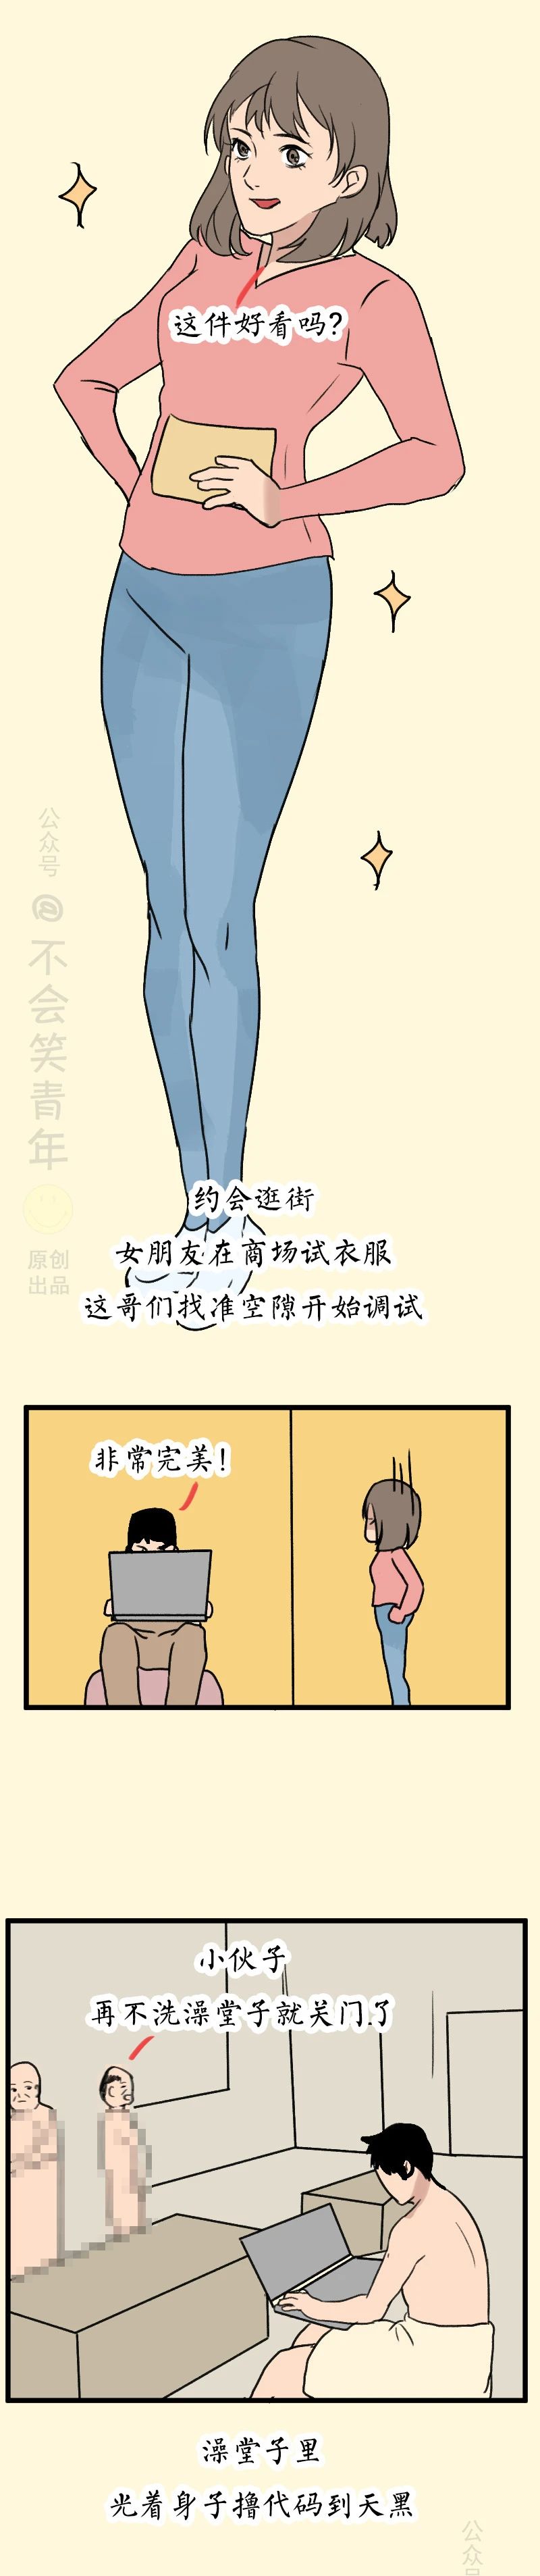 这件好看吗?
公众号
@不会笑青年
原创
出品
约会逛街
女朋友在商场试衣服
这哥们找准空隙开始调试
非常完美!
小伙子
再不洗澡堂子就关门了
澡堂子里
光着身子撸代码到天黑
公众号